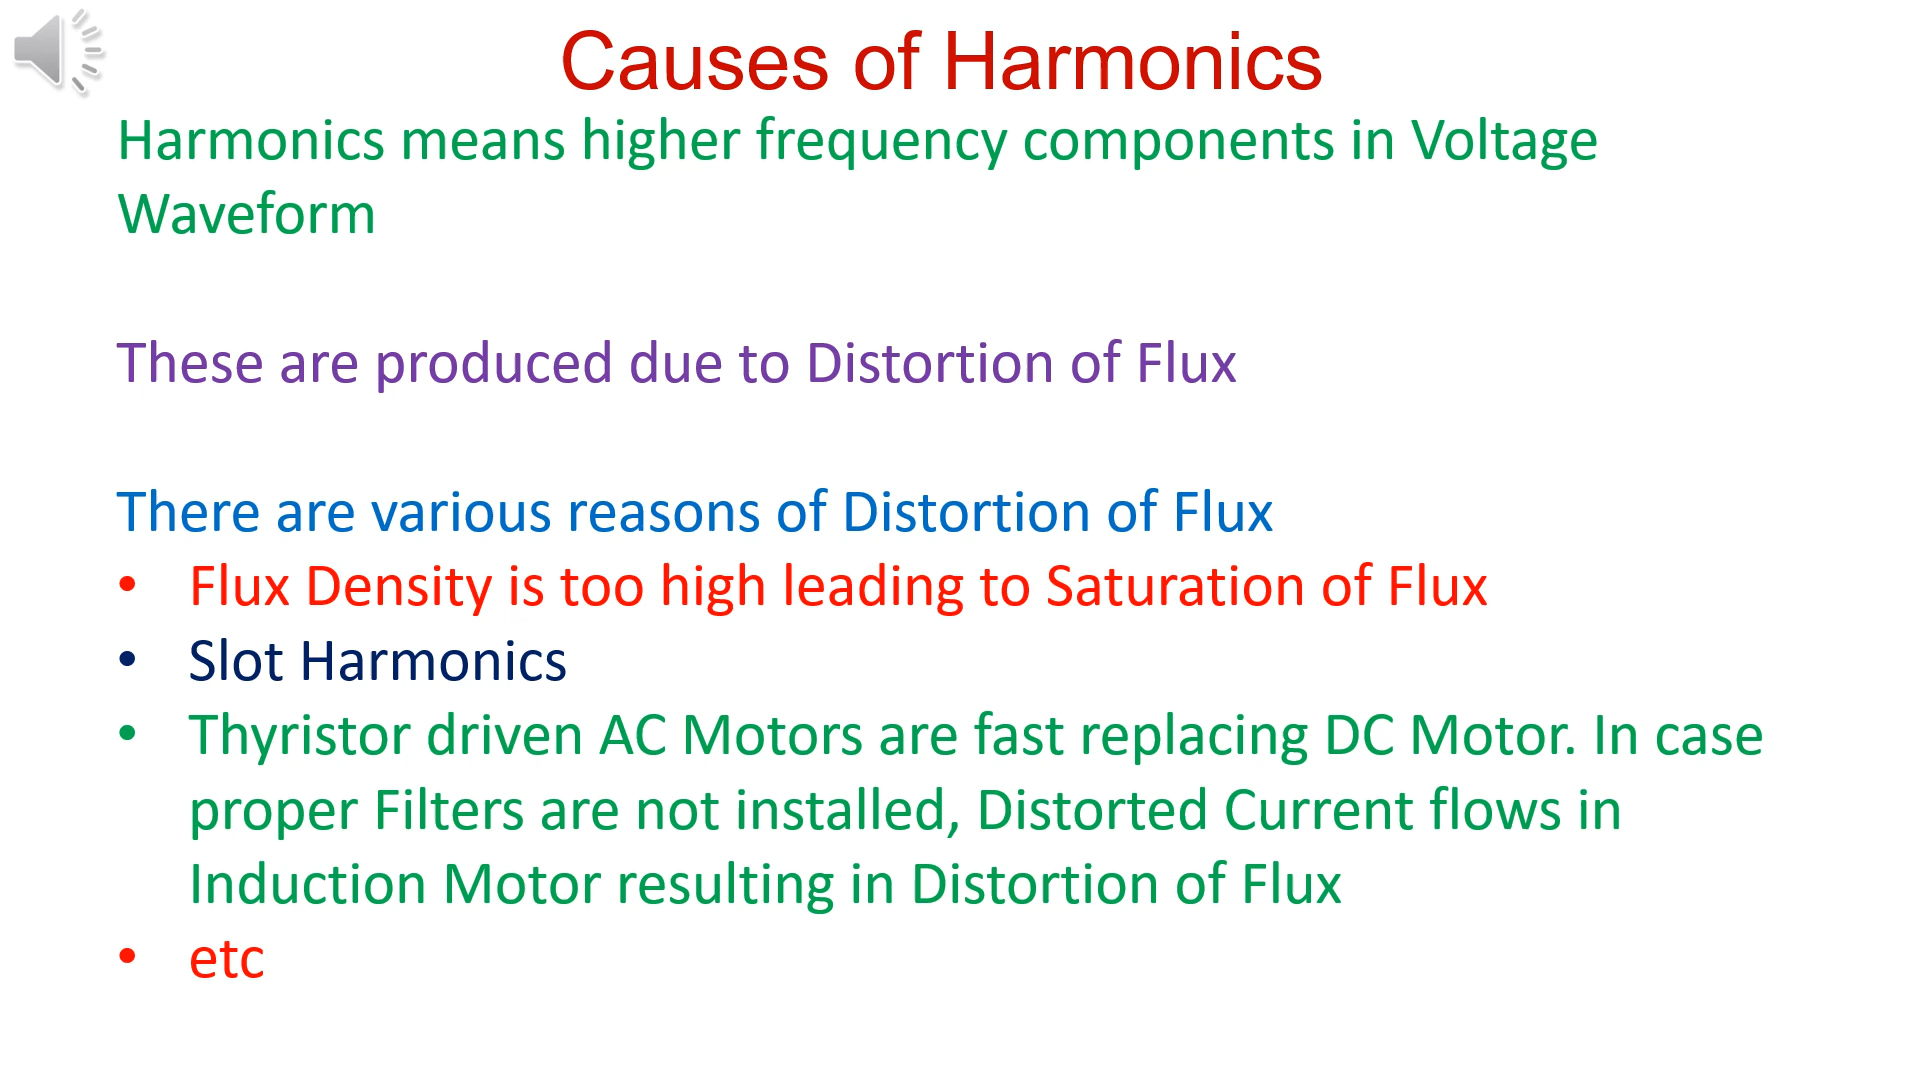 Causes of Harmonics
Harmonics means higher frequency components in Voltage
Waveform
These are produced due to Distortion of Flux
There are various reasons of Distortion of Flux
• Flux Density is too high leading to Saturation of Flux
• Slot Harmonics
• Thyristor driven AC Motors are fast replacing DC Motor. In case
proper Filters are not installed, Distorted Current flows in
Induction Motor resulting in Distortion of Flux
• etc